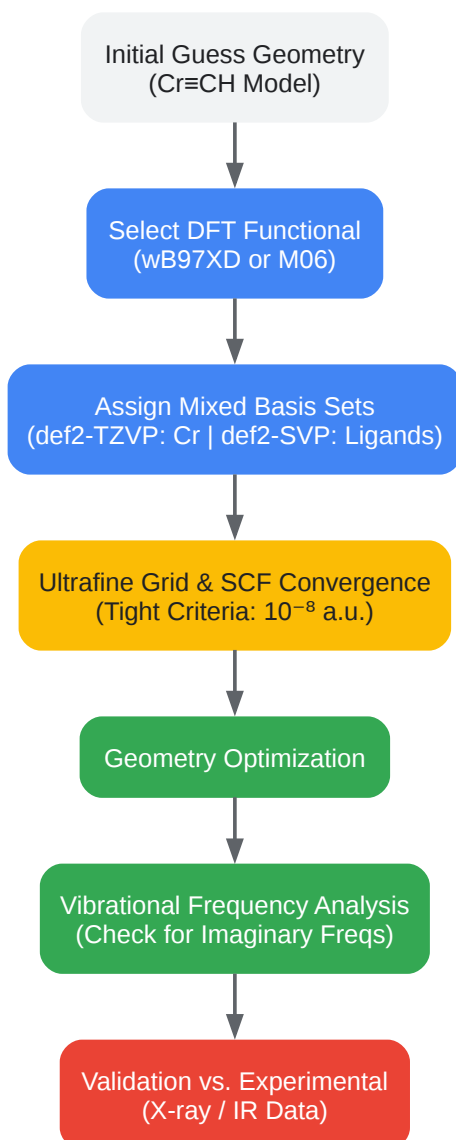 Initial Guess Geometry
(Cr≡CH Model)
Select DFT Functional
(wB97XD or M06)
Assign Mixed Basis Sets
(def2-TZVP: Cr | def2-SVP: Ligands)
Ultrafine Grid & SCF Convergence
(Tight Criteria: 10⁻⁸ a.u.)
Geometry Optimization
Vibrational Frequency Analysis
(Check for Imaginary Freqs)
Validation vs. Experimental
(X-ray / IR Data)